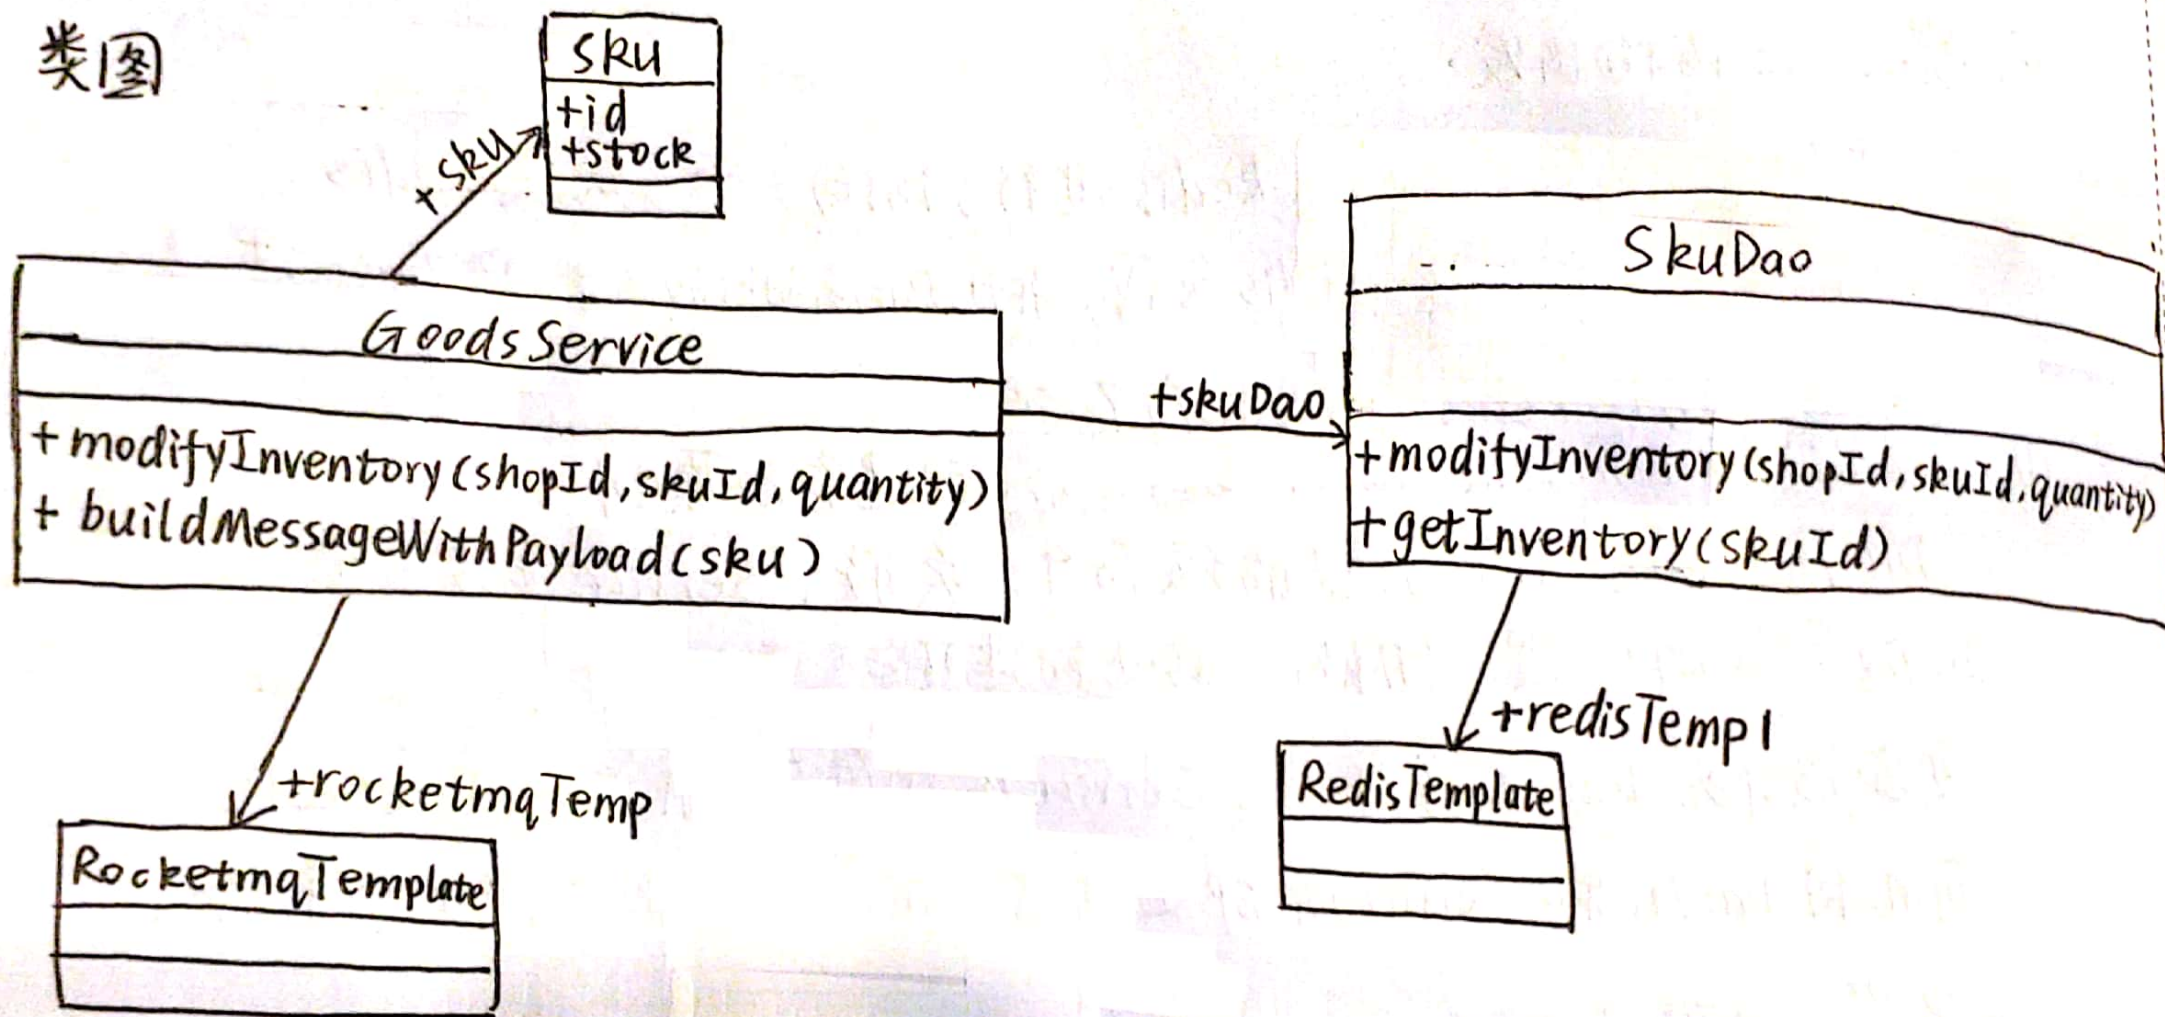 类图
sku
+id
+stock
+sku
GoodsService
+modifyInventory(shopId,skuId,quantity)
+ buildMessageWithPayload(sku)
+skuDao
SkuDao
+modifyInventory(shopId,skuId,quantity)
+getInventory(skuId)
+rocketmqTemp
RocketmqTemplate
+redisTempl
RedisTemplate